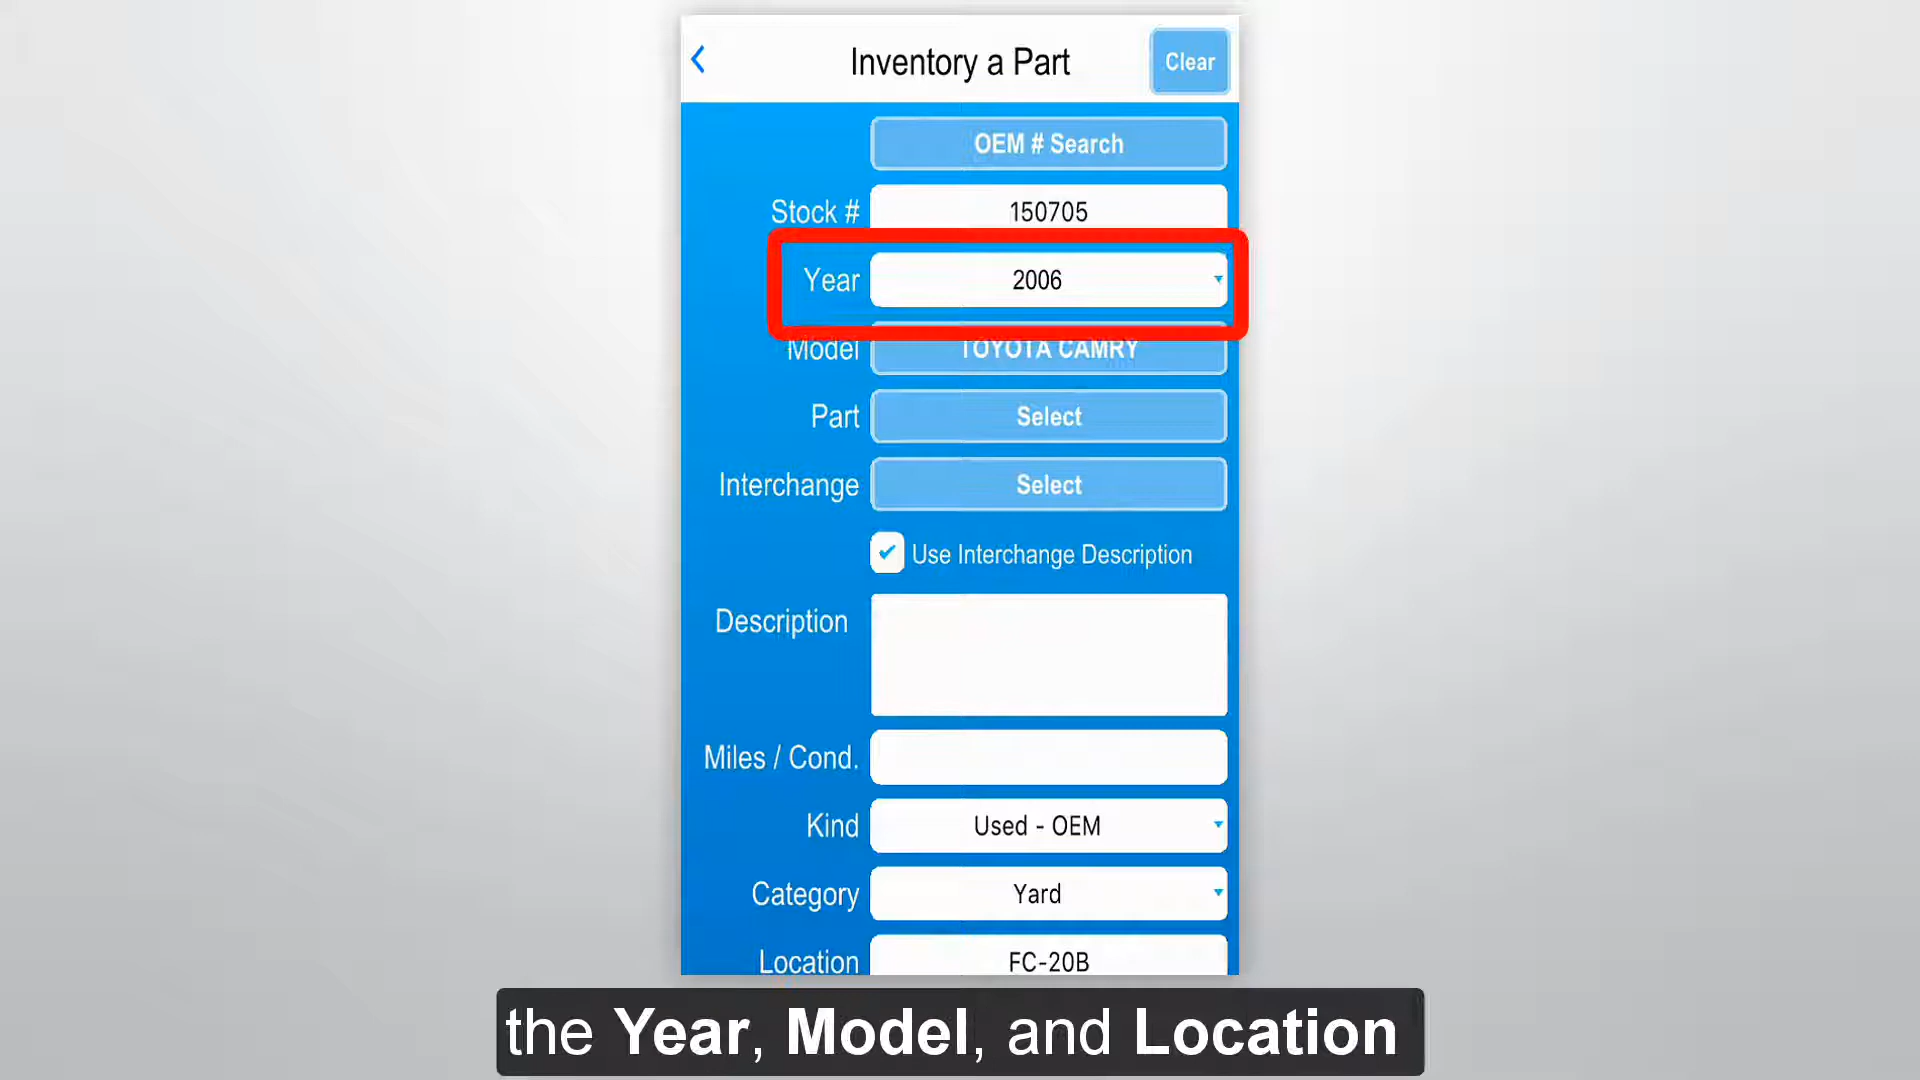 Inventory a Part
Clear
OEM # Search
Stock # 150705
Year 2006
Model TOYOTA CAMRY
Part Select
Interchange Select
Use Interchange Description
Description
Miles / Cond.
Kind Used - OEM
Category Yard
Location FC-20B
the Year, Model, and Location